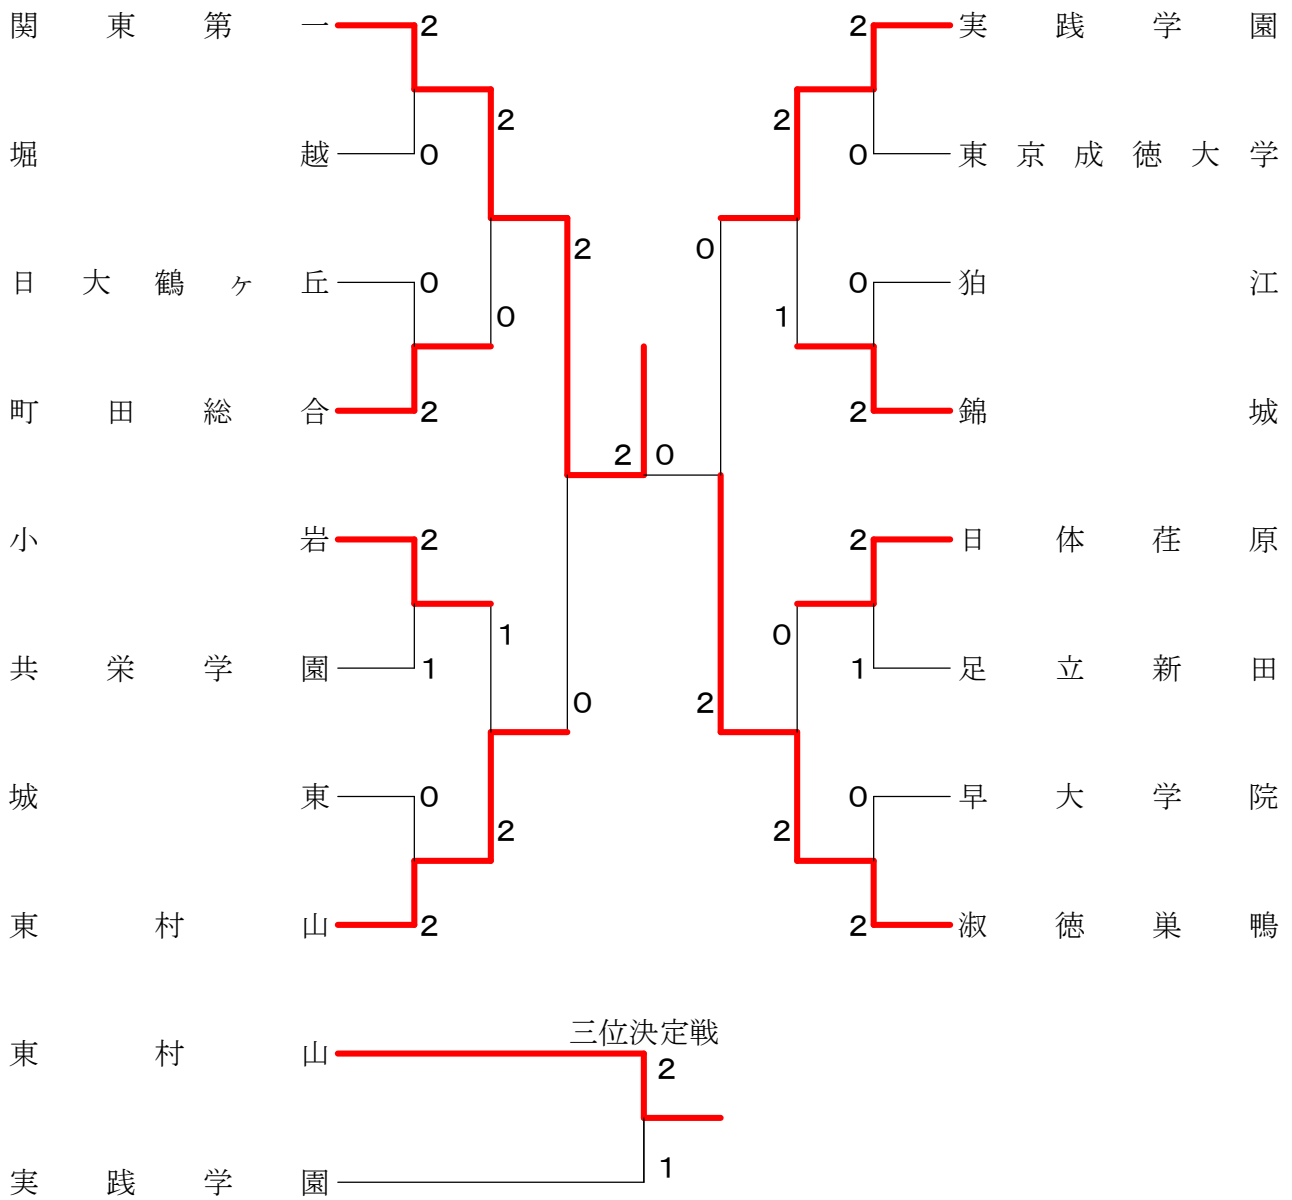 関東第一 2 2 実践学園
2 2
堀越 0 0 東京成徳大学
2 0
日大鶴ヶ丘 0 0 狛江
0 1
町田総合 2 2 錦城
2 0
小岩 2 2 日体荏原
1 0
共栄学園 1 1 足立新田
0 2
城東 0 0 早大学院
2 2
東村山 2 2 淑徳巣鴨
三位決定戦
東村山 2
実践学園 1